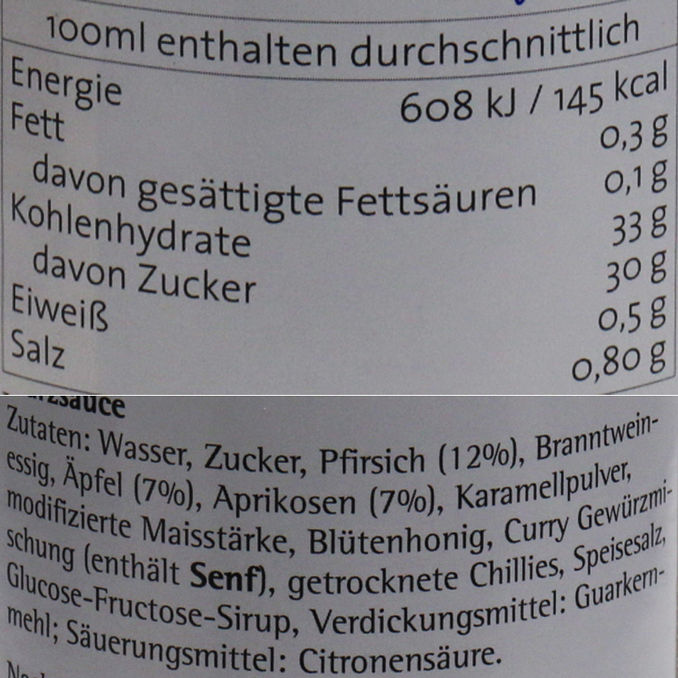 100ml enthalten durchschnittlich
Energie 608 kJ / 145 kcal
Fett 0,3 g
davon gesättigte Fettsäuren 0,1 g
Kohlenhydrate 33 g
davon Zucker 30 g
Eiweiß 0,5 g
Salz 0,80 g
Zutaten: Wasser, Zucker, Pfirsich (12%), Branntwein-
essig, Äpfel (7%), Aprikosen (7%), Karamellpulver,
modifizierte Maisstärke, Blütenhonig, Curry Gewürzmi-
schung (enthält Senf), getrocknete Chillies, Speisesalz,
Glucose-Fructose-Sirup, Verdickungsmittel: Guarkern-
mehl; Säuerungsmittel: Citronensäure.